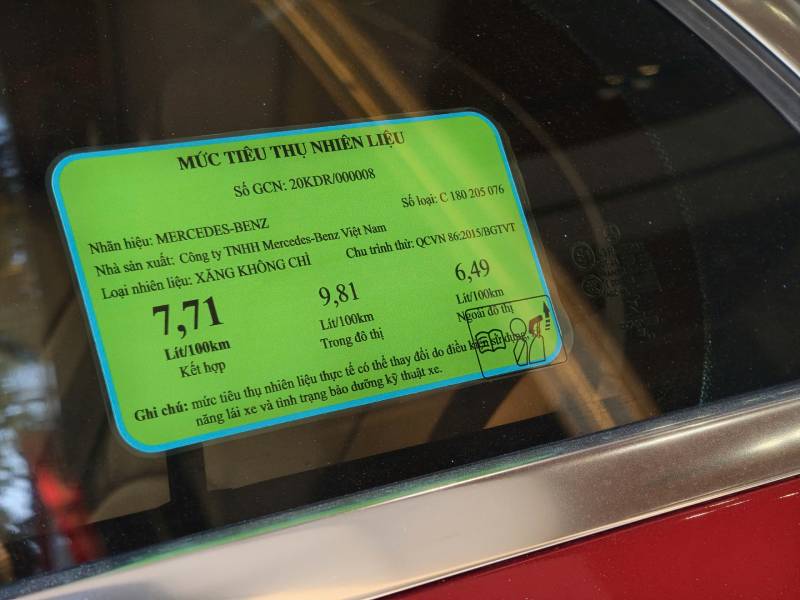 MỨC TIÊU THỤ NHIÊN LIỆU
Số GCN: 20KDR/000008
Nhãn hiệu: MERCEDES-BENZ
Số loại: C 180 205 076
Nhà sản xuất: Công ty TNHH Mercedes-Benz Việt Nam
Loại nhiên liệu: XĂNG KHÔNG CHÌ
Chu trình thử: QCVN 86:2015/BGTVT
7,71 9,81 6,49
Lít/100km Lít/100km Lít/100km
Kết hợp Trong đô thị Ngoài đô thị
Ghi chú: mức tiêu thụ nhiên liệu thực tế có thể thay đổi do điều kiện sử dụng,
năng lái xe và tình trạng bảo dưỡng kỹ thuật xe.